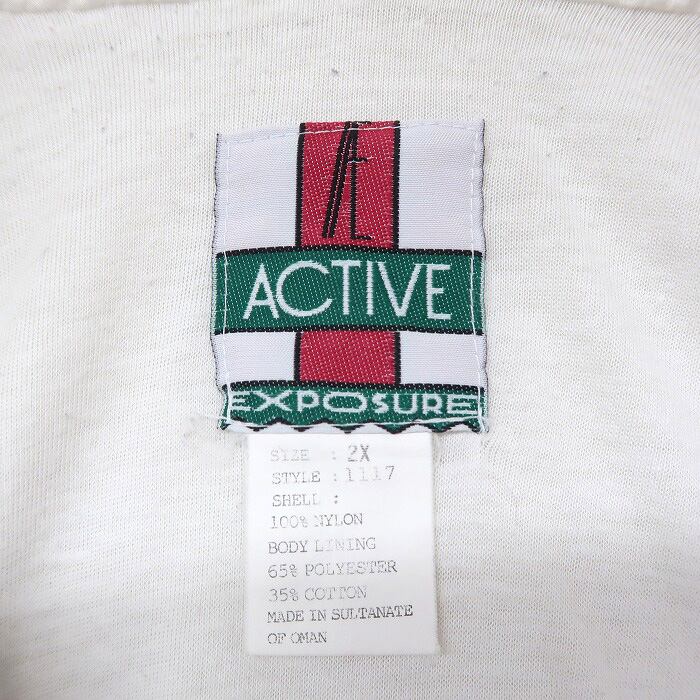 Æ
ACTIVE
EXPOSURE
SIZE : 2X
STYLE : 1117
SHELL :
100% NYLON
BODY LINING
65% POLYESTER
35% COTTON
MADE IN SULTANATE
OF OMAN